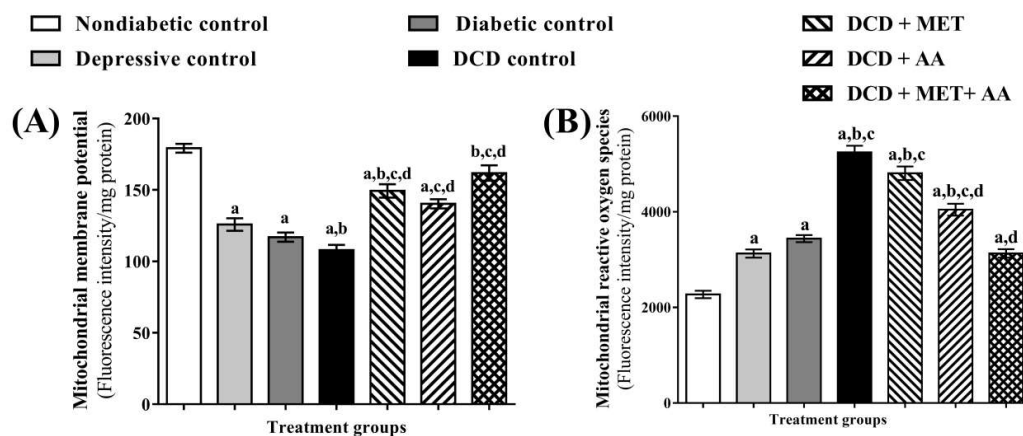 Nondiabetic control
Diabetic control
DCD + MET
Depressive control
DCD control
DCD + AA
DCD + MET+ AA
(A)
Mitochondrial membrane potential
(Fluorescence intensity/mg protein)
200
150
100
50
0
a
a
a,b
a,b,c,d
a,c,d
b,c,d
Treatment groups
(B)
Mitochondrial reactive oxygen species
(Fluorescence intensity/mg protein)
6000
4000
2000
0
a
a
a,b,c
a,b,c
a,b,c,d
a,d
Treatment groups